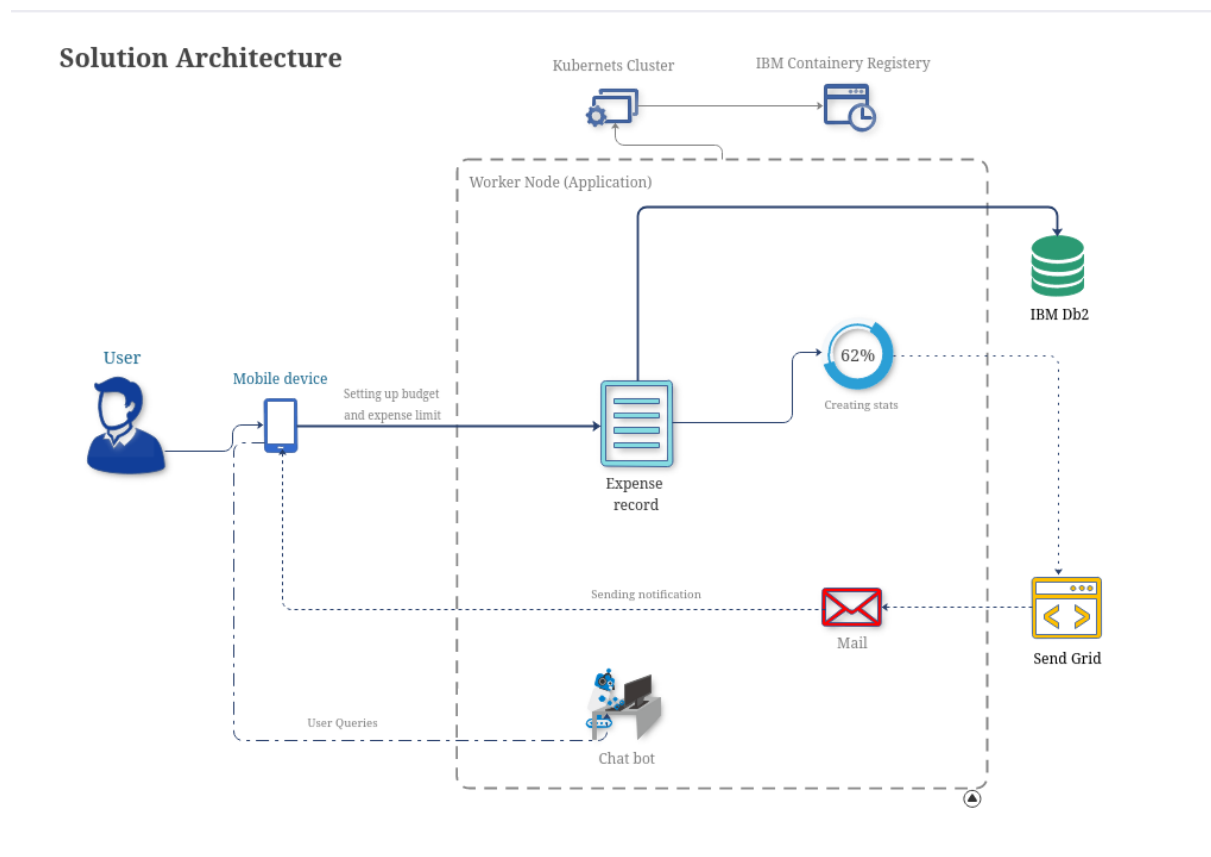 Solution Architecture
Kubernets Cluster
IBM Containery Registery
Worker Node (Application)
IBM Db2
User
Mobile device
Setting up budget
and expense limit
62%
Creating stats
Expense
record
Sending notification
Mail
Send Grid
User Queries
Chat bot